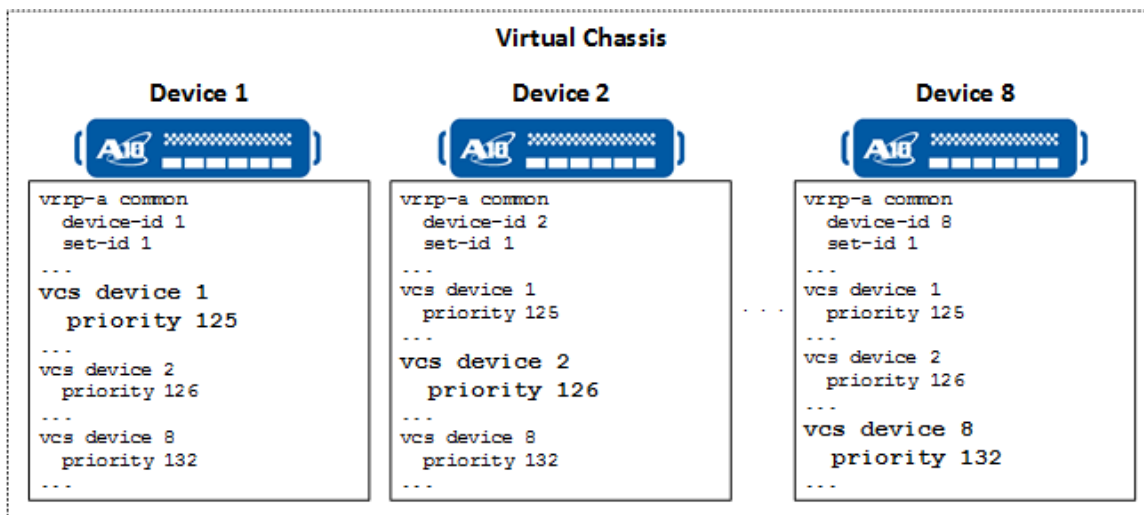 Virtual Chassis
Device 1
A10
vrrp-a common
device-id 1
set-id 1
...
vcs device 1
priority 125
...
vcs device 2
priority 126
...
vcs device 8
priority 132
...
Device 2
A10
vrrp-a common
device-id 2
set-id 1
...
vcs device 1
priority 125
...
vcs device 2
priority 126
...
vcs device 8
priority 132
...
. . .
Device 8
A10
vrrp-a common
device-id 8
set-id 1
...
vcs device 1
priority 125
...
vcs device 2
priority 126
...
vcs device 8
priority 132
...